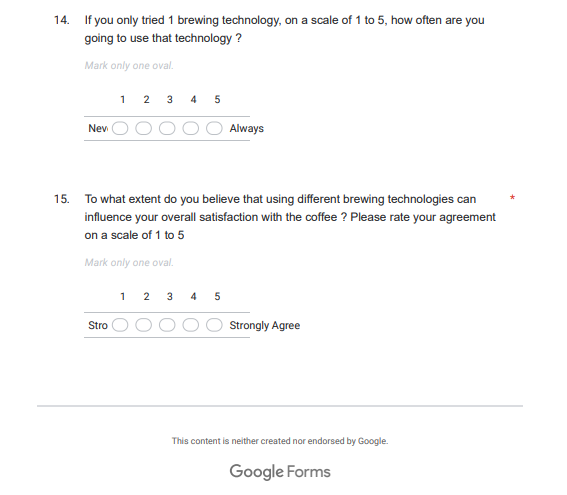 14. If you only tried 1 brewing technology, on a scale of 1 to 5, how often are you
going to use that technology ?
Mark only one oval.
1 2 3 4 5
Nev Always
15. To what extent do you believe that using different brewing technologies can *
influence your overall satisfaction with the coffee ? Please rate your agreement
on a scale of 1 to 5
Mark only one oval.
1 2 3 4 5
Stro Strongly Agree
This content is neither created nor endorsed by Google.
Google Forms